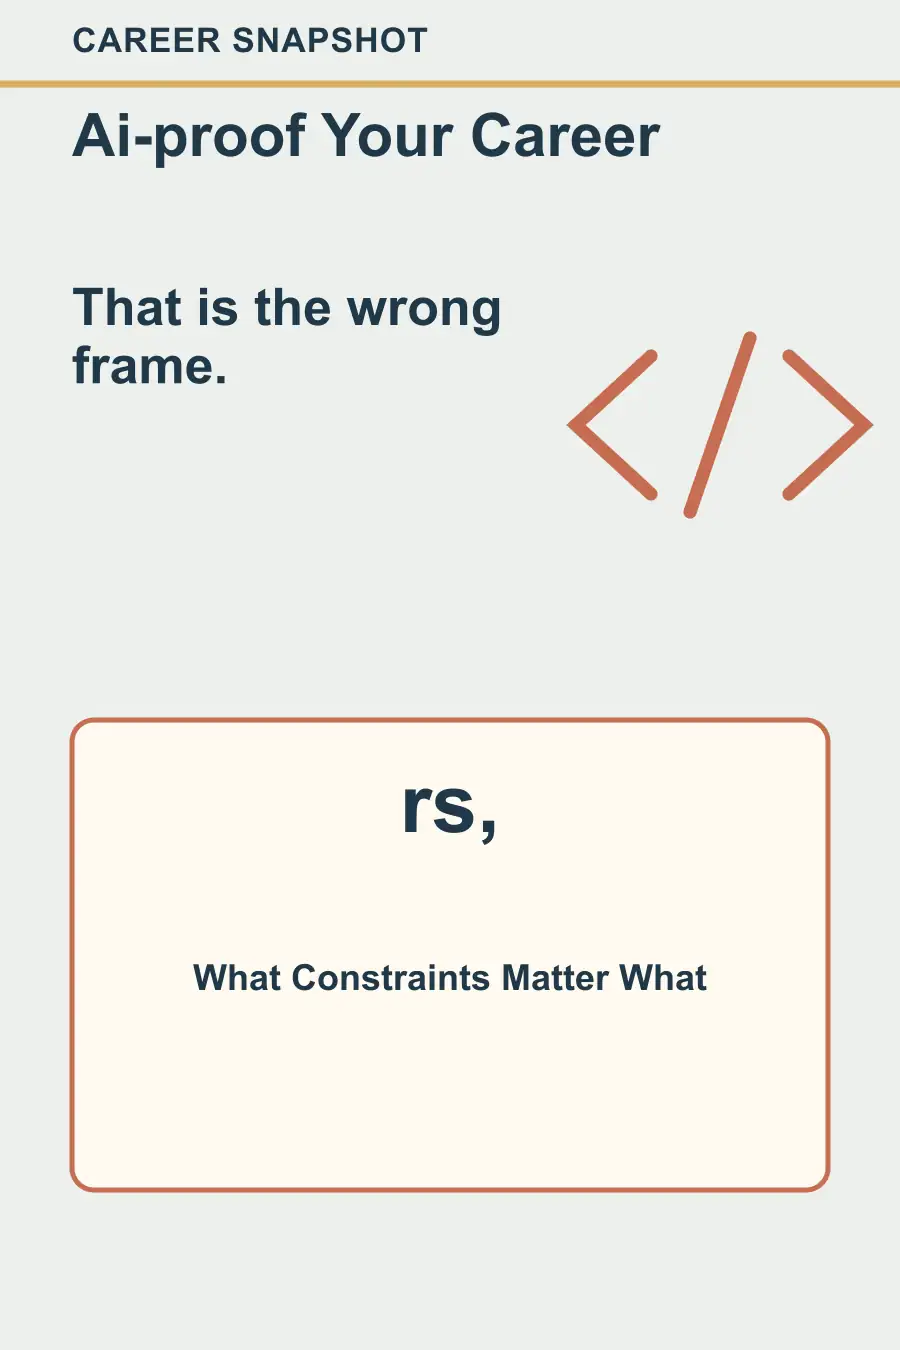 CAREER SNAPSHOT
Ai-proof Your Career
That is the wrong
frame.
rs,
What Constraints Matter What